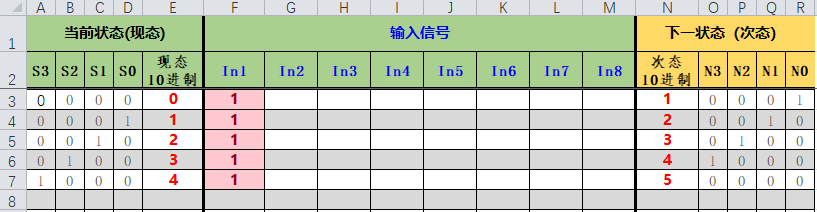 A B C D E F G H I J K L M N O P Q R
1 当前状态(现态) 输入信号 下一状态 (次态)
2 S3 S2 S1 S0 现态10进制 In1 In2 In3 In4 In5 In6 In7 In8 次态10进制 N3 N2 N1 N0
3 0 0 0 0 0 1 1 0 0 0 1
4 0 0 0 1 1 1 2 0 0 1 0
5 0 0 1 0 2 1 3 0 1 0 0
6 0 1 0 0 3 1 4 1 0 0 0
7 1 0 0 0 4 1 5 0 0 0 0
8